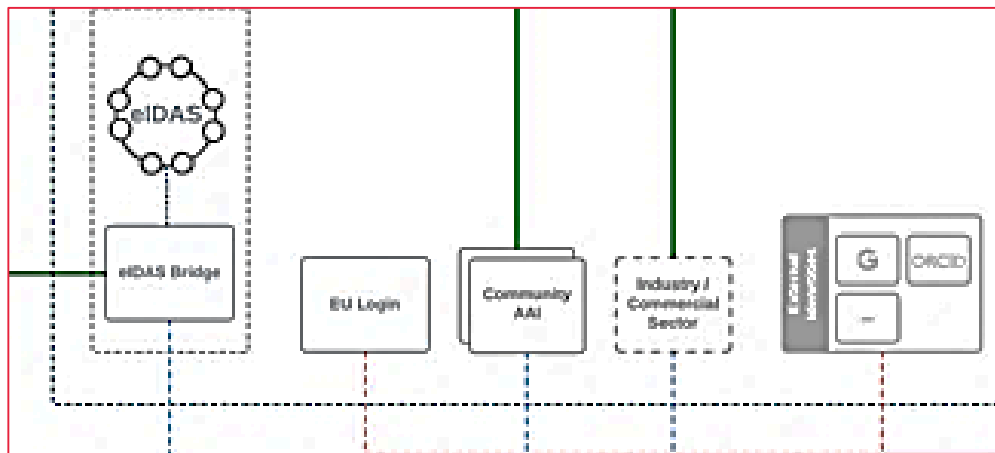 eIDAS
eIDAS Bridge
EU Login
Community
AAI
Industry /
Commercial
Sector
G
ORCID